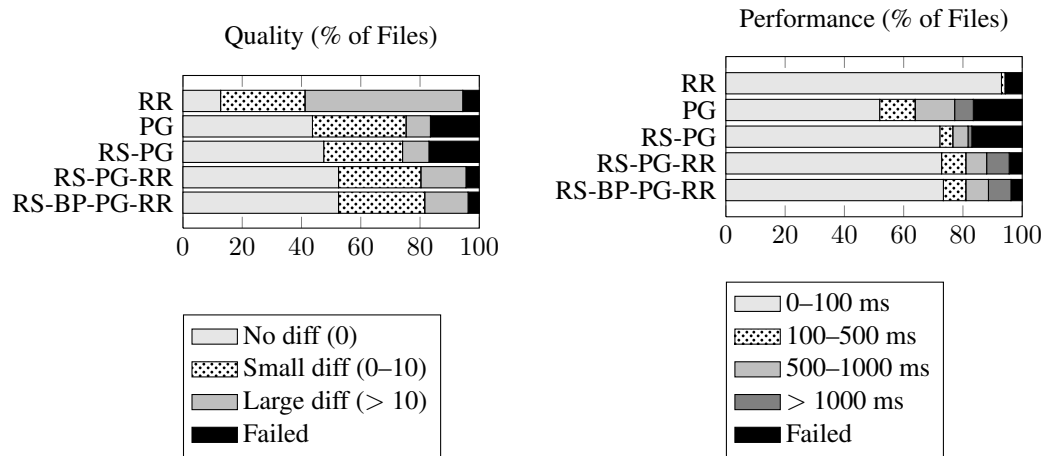 Quality (% of Files)
RR
PG
RS-PG
RS-PG-RR
RS-BP-PG-RR
0 20 40 60 80 100
No diff (0)
Small diff (0–10)
Large diff (> 10)
Failed
Performance (% of Files)
RR
PG
RS-PG
RS-PG-RR
RS-BP-PG-RR
0 20 40 60 80 100
0–100 ms
100–500 ms
500–1000 ms
> 1000 ms
Failed